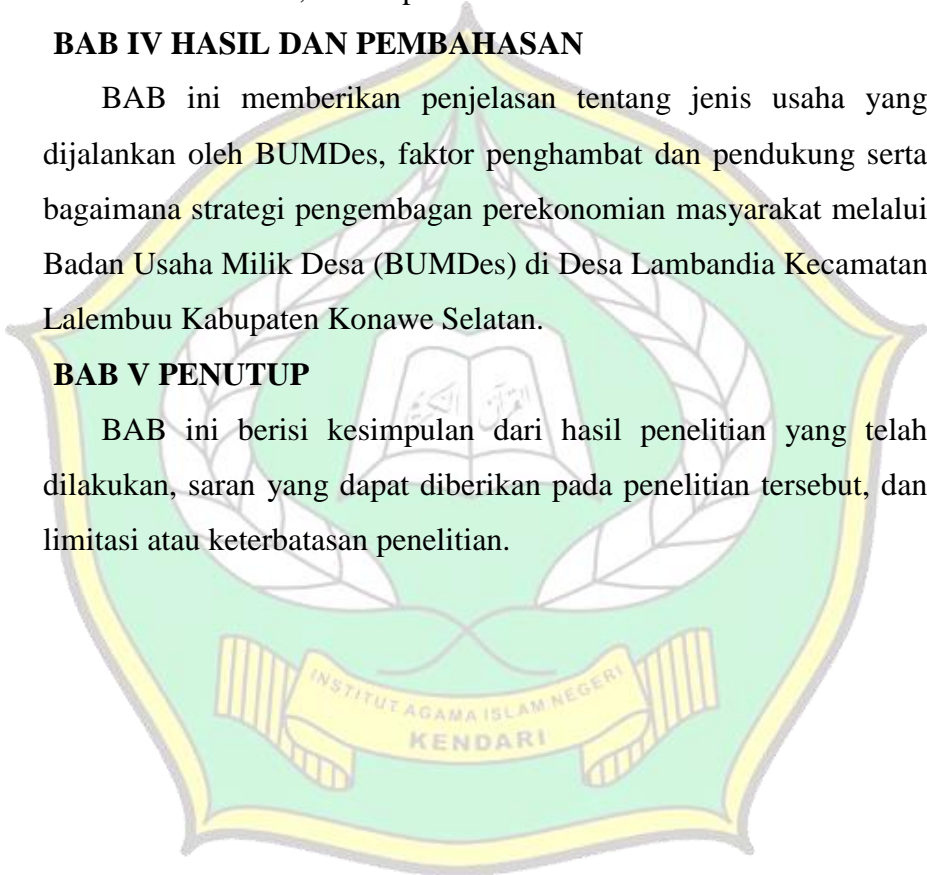 BAB IV HASIL DAN PEMBAHASAN
BAB ini memberikan penjelasan tentang jenis usaha yang
dijalankan oleh BUMDes, faktor penghambat dan pendukung serta
bagaimana strategi pengembagan perekonomian masyarakat melalui
Badan Usaha Milik Desa (BUMDes) di Desa Lambandia Kecamatan
Lalembuu Kabupaten Konawe Selatan.
BAB V PENUTUP
BAB ini berisi kesimpulan dari hasil penelitian yang telah
dilakukan, saran yang dapat diberikan pada penelitian tersebut, dan
limitasi atau keterbatasan penelitian.
INSTITUT AGAMA ISLAM NEGERI
KENDARI